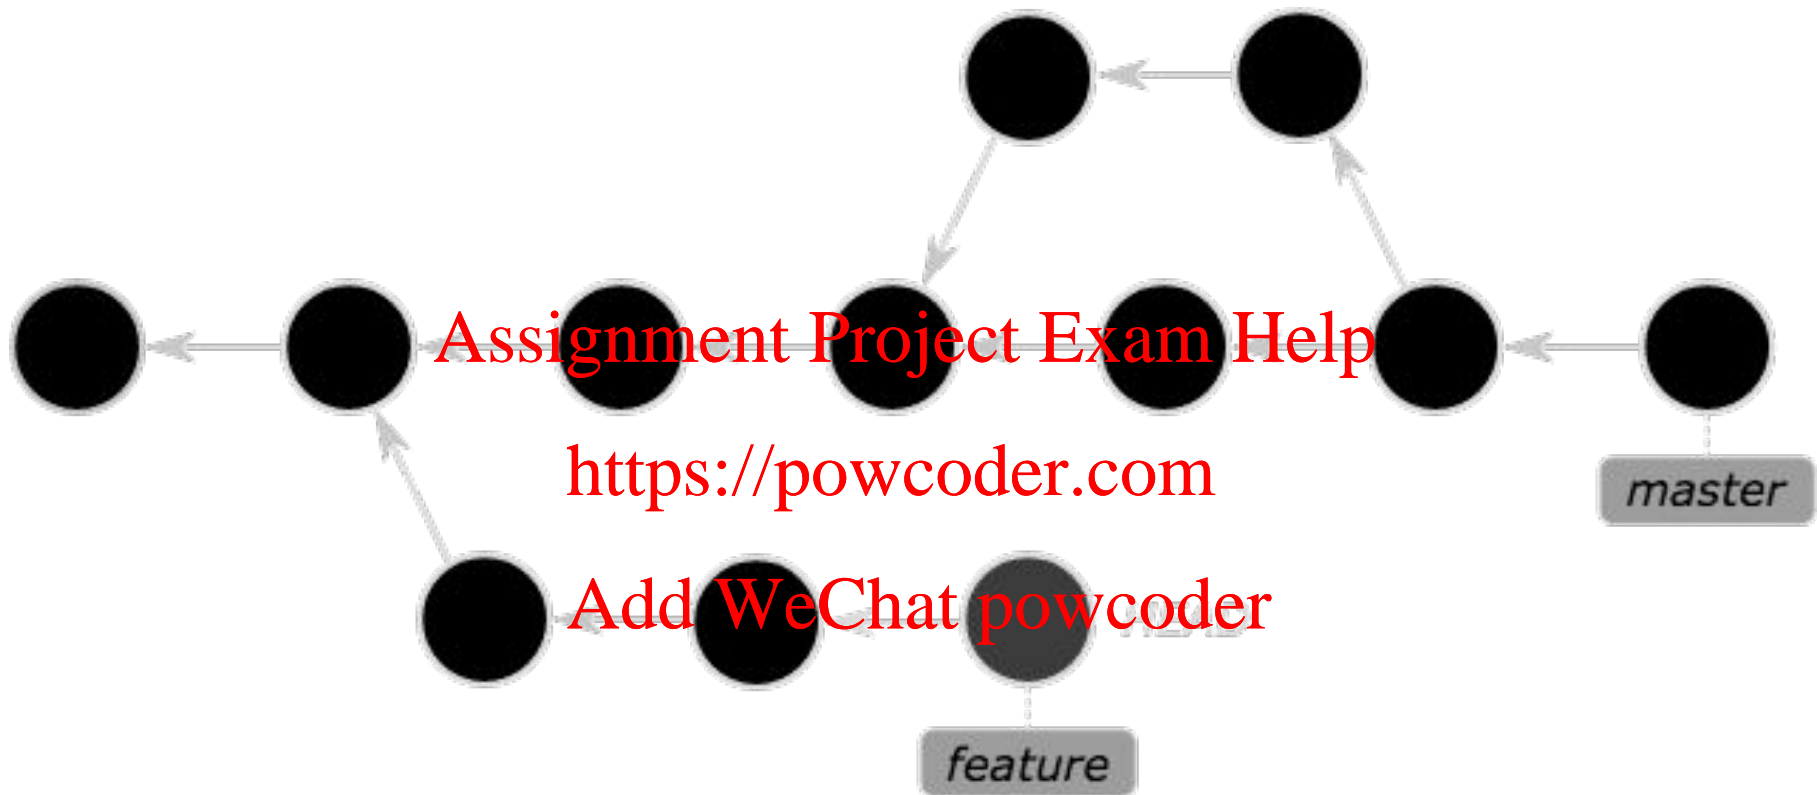 Assignment Project Exam Help
https://powcoder.com
master
Add WeChat powcoder
feature